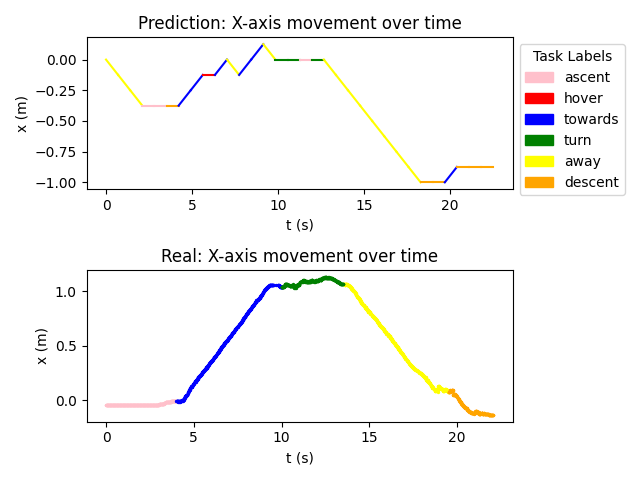 Prediction: X-axis movement over time
x (m)
0.00
−0.25
−0.50
−0.75
−1.00
0
5
10
15
20
t (s)
Task Labels
ascent
hover
towards
turn
away
descent
Real: X-axis movement over time
x (m)
1.0
0.5
0.0
0
5
10
15
20
t (s)